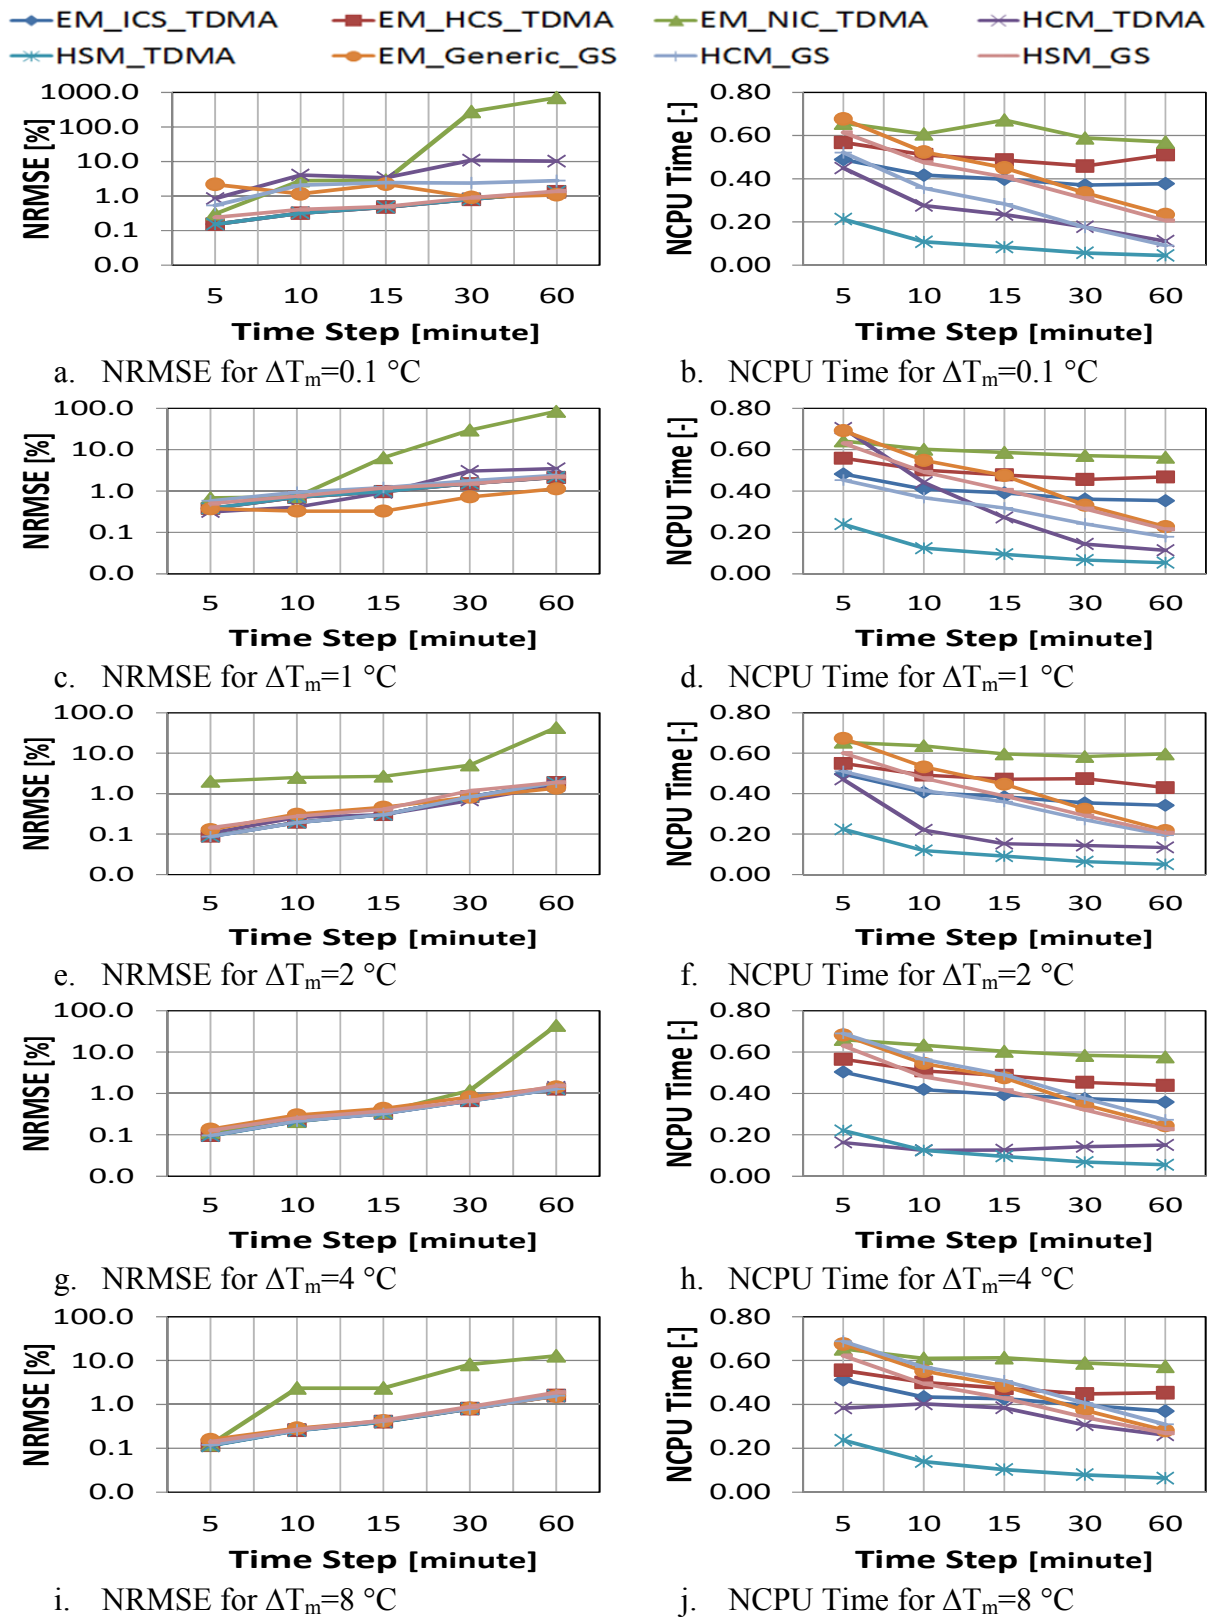 EM_ICS_TDMA EM_HCS_TDMA EM_NIC_TDMA HCM_TDMA
HSM_TDMA EM_Generic_GS HCM_GS HSM_GS
NRMSE [%]
1000.0
100.0
10.0
1.0
0.1
0.0
5 10 15 30 60
Time Step [minute]
a. NRMSE for ΔTm=0.1 °C
NCPU Time [-]
0.80
0.60
0.40
0.20
0.00
5 10 15 30 60
Time Step [minute]
b. NCPU Time for ΔTm=0.1 °C
NRMSE [%]
100.0
10.0
1.0
0.1
0.0
5 10 15 30 60
Time Step [minute]
c. NRMSE for ΔTm=1 °C
NCPU Time [-]
0.80
0.60
0.40
0.20
0.00
5 10 15 30 60
Time Step [minute]
d. NCPU Time for ΔTm=1 °C
NRMSE [%]
100.0
10.0
1.0
0.1
0.0
5 10 15 30 60
Time Step [minute]
e. NRMSE for ΔTm=2 °C
NCPU Time [-]
0.80
0.60
0.40
0.20
0.00
5 10 15 30 60
Time Step [minute]
f. NCPU Time for ΔTm=2 °C
NRMSE [%]
100.0
10.0
1.0
0.1
0.0
5 10 15 30 60
Time Step [minute]
g. NRMSE for ΔTm=4 °C
NCPU Time [-]
0.80
0.60
0.40
0.20
0.00
5 10 15 30 60
Time Step [minute]
h. NCPU Time for ΔTm=4 °C
NRMSE [%]
100.0
10.0
1.0
0.1
0.0
5 10 15 30 60
Time Step [minute]
i. NRMSE for ΔTm=8 °C
NCPU Time [-]
0.80
0.60
0.40
0.20
0.00
5 10 15 30 60
Time Step [minute]
j. NCPU Time for ΔTm=8 °C